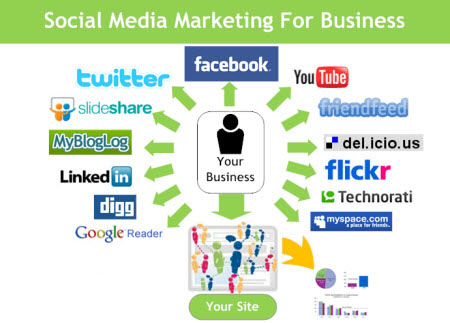 Social Media Marketing For Business
twitter
facebook.
YouTube
slideshare
friendfeed
MyBlogLog
del.icio.us
Your
Business
LinkedIn
flickr
digg
Technorati
Google Reader
myspace.com
a place for friends.
Your Site